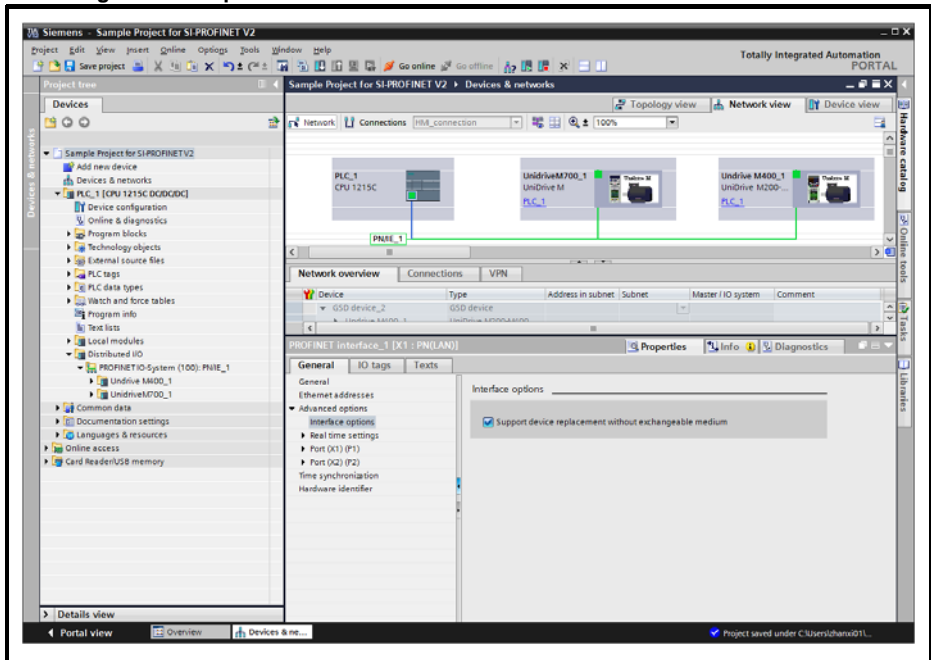 Siemens - Sample Project for SI-PROFINET V2
Project Edit View Insert Online Options Tools Window Help
Totally Integrated Automation
PORTAL
Save project Go online Go offline
Project tree
Sample Project for SI-PROFINET V2 ▸ Devices & networks
Devices
Topology view Network view Device view
Network Connections HMI_connection 100%
Sample Project for SI-PROFINET V2
Add new device
Devices & networks
PLC_1 [CPU 1215C DC/DC/DC]
Device configuration
Online & diagnostics
Program blocks
Technology objects
External source files
PLC tags
PLC data types
Watch and force tables
Program info
Text lists
Local modules
Distributed I/O
PROFINET IO-System (100): PN/IE_1
Undrive M400_1
UnidriveM700_1
Common data
Documentation settings
Languages & resources
Online access
Card Reader/USB memory
PLC_1
CPU 1215C
UnidriveM700_1
UniDrive M
PLC_1
Undrive M400_1
UniDrive M200-...
PLC_1
PN/IE_1
Network overview Connections VPN
Device Type Address in subnet Subnet Master / IO system Comment
GSD device_2 GSD device
Undrive M400_1 UniDrive M200-M400
PROFINET interface_1 [X1 : PN(LAN)]
Properties Info Diagnostics
General IO tags Texts
General
Ethernet addresses
Advanced options
Interface options
Real time settings
Port (X1) (P1)
Port (X2) (P2)
Time synchronization
Hardware identifier
Interface options
Support device replacement without exchangeable medium
Devices & networks
Hardware catalog
Online tools
Tasks
Libraries
Details view
Portal view Overview Devices & ne...
Project saved under C:\Users\zhanxi01\...